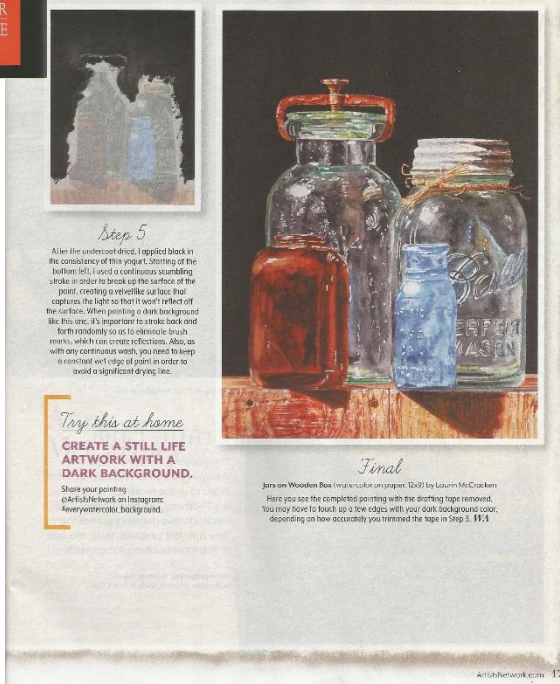 R
E
Step 5
After the undercoat dried, I applied black in
the consistency of thin yogurt. Starting at the
bottom left, I used a continuous scumbling
stroke in order to break up the surface of the
paint, creating a velvetlike surface that
captures the light so that it won't reflect off
the surface. When painting a dark background
like this one, it's important to stroke back and
forth randomly so as to eliminate brush
marks, which can create reflections. Also, as
with any continuous wash, you need to keep
a constant wet edge of paint in order to
avoid a significant drying line.
Try this at home
CREATE A STILL LIFE
ARTWORK WITH A
DARK BACKGROUND.
Share your painting
@ArtistsNetwork on Instagram:
#everywatercolor_background.
Ball
PERFECT
MASON
Final
Jars on Wooden Box (watercolor on paper, 12x9) by Laurin McCracken
Here you see the completed painting with the drafting tape removed.
You may have to touch up a few edges with your dark background color,
depending on how accurately you trimmed the tape in Step 3. WA
ArtistsNetwork.com